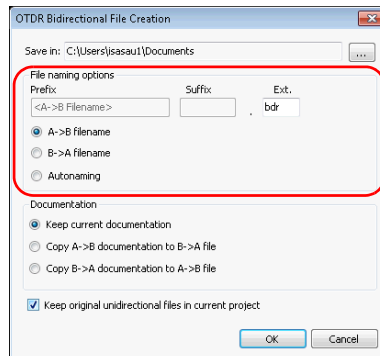 OTDR Bidirectional File Creation
Save in: C:\Users\isasau1\Documents ...
File naming options
Prefix Suffix Ext.
<A->B Filename> . bdr
A->B filename
B->A filename
Autonaming
Documentation
Keep current documentation
Copy A->B documentation to B->A file
Copy B->A documentation to A->B file
Keep original unidirectional files in current project
OK Cancel